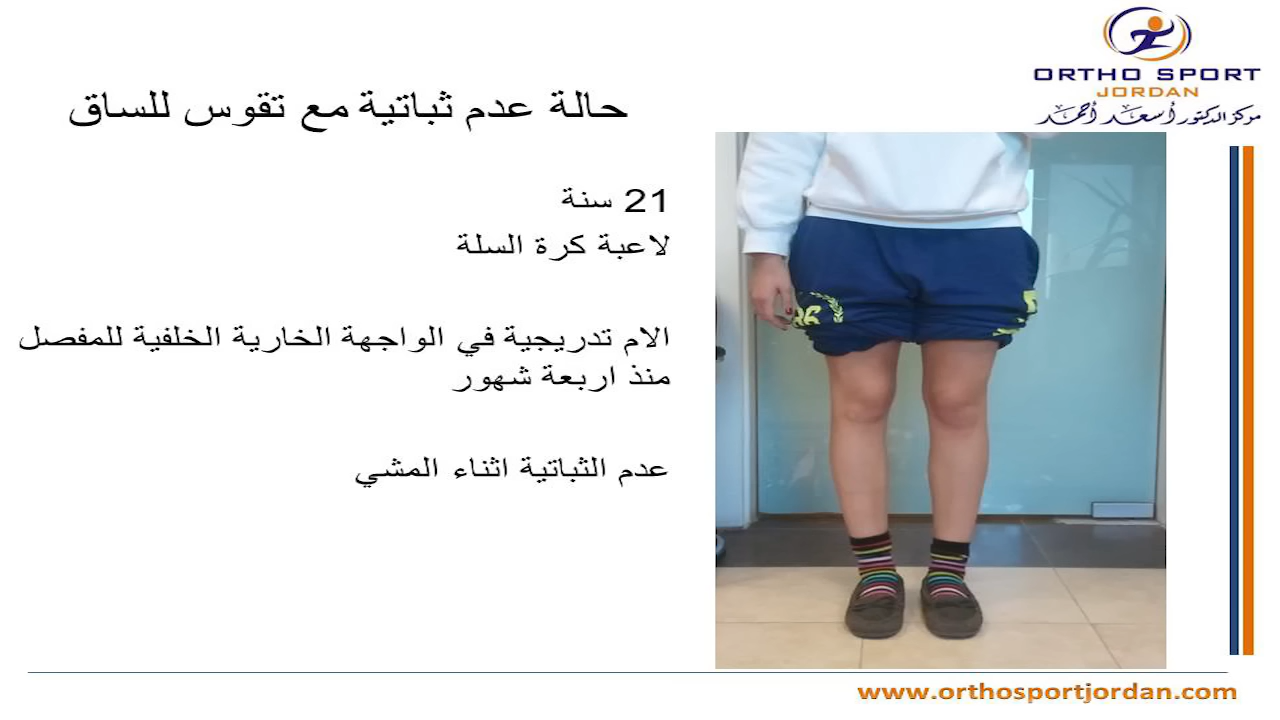 ORTHO SPORT
JORDAN
مركز الدكتور أسعد أحمد
حالة عدم ثباتية مع تقوس للساق
21 سنة
لاعبة كرة السلة
الام تدريجية في الواجهة الخارية الخلفية للمفصل
منذ اربعة شهور
عدم الثباتية اثناء المشي
www.orthosportjordan.com